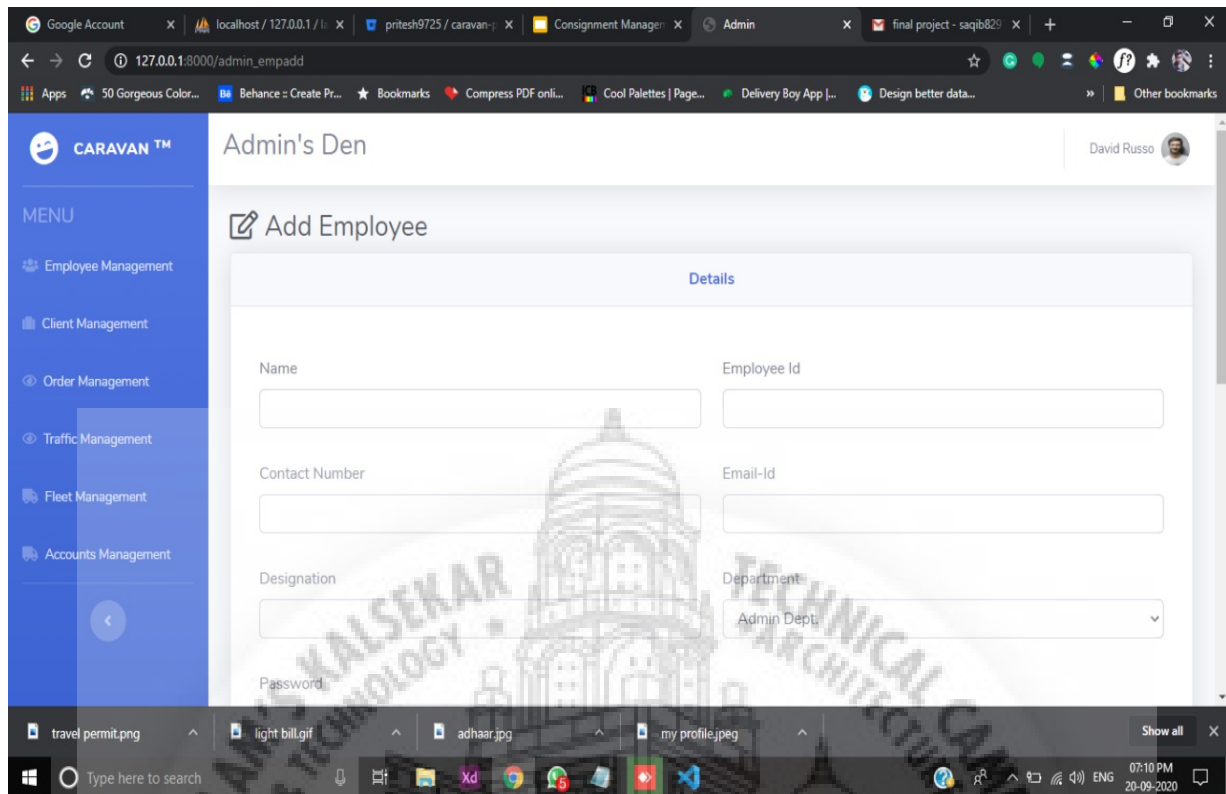 Google Account
localhost / 127.0.0.1 / la
pritesh9725 / caravan-p
Consignment Managem
Admin
final project - saqib829
127.0.0.1:8000/admin_empadd
Apps
50 Gorgeous Color...
Behance :: Create Pr...
Bookmarks
Compress PDF onli...
Cool Palettes | Page...
Delivery Boy App |...
Design better data...
»
Other bookmarks
CARAVAN ™
Admin's Den
David Russo
MENU
Add Employee
Employee Management
Details
Client Management
Name
Employee Id
Order Management
Traffic Management
Contact Number
Email-Id
Fleet Management
Accounts Management
Designation
Department
Admin Dept.
Password
KALSEKAR
TECHNICAL
travel permit.png
light bill.gif
adhaar.jpg
my profile.jpeg
Show all
Type here to search
Xd
5
ENG
07:10 PM
20-09-2020